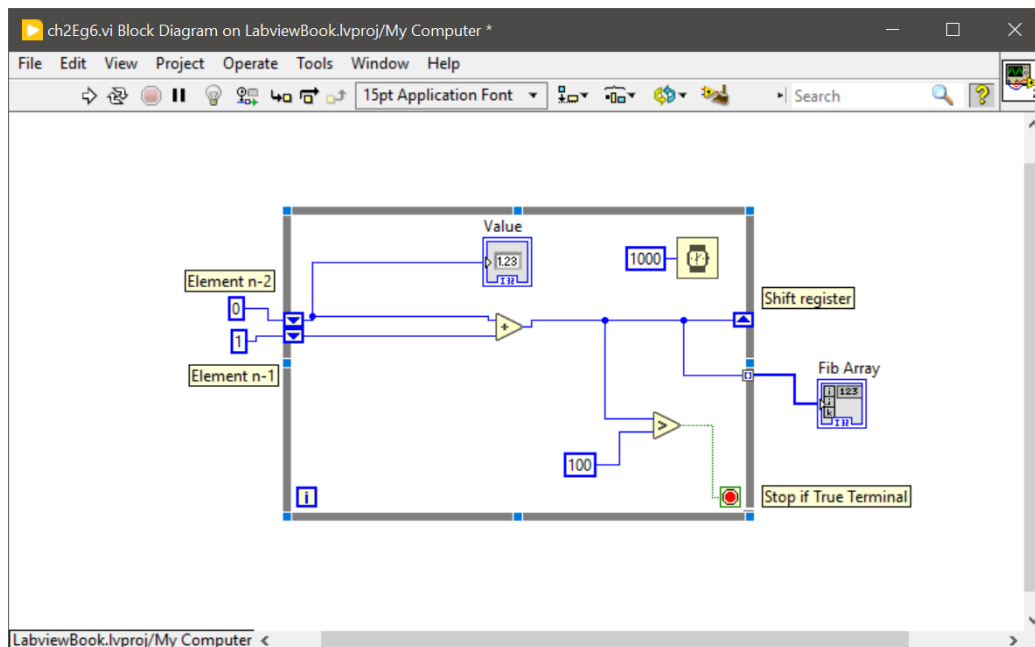 ch2Eg6.vi Block Diagram on LabviewBook.lvproj/My Computer *
File Edit View Project Operate Tools Window Help
15pt Application Font
Search
?
Value
1.23
I32
1000
Element n-2
0
1
Element n-1
+
Shift register
Fib Array
i 123
j
k
I32
>
100
i
Stop if True Terminal
LabviewBook.lvproj/My Computer